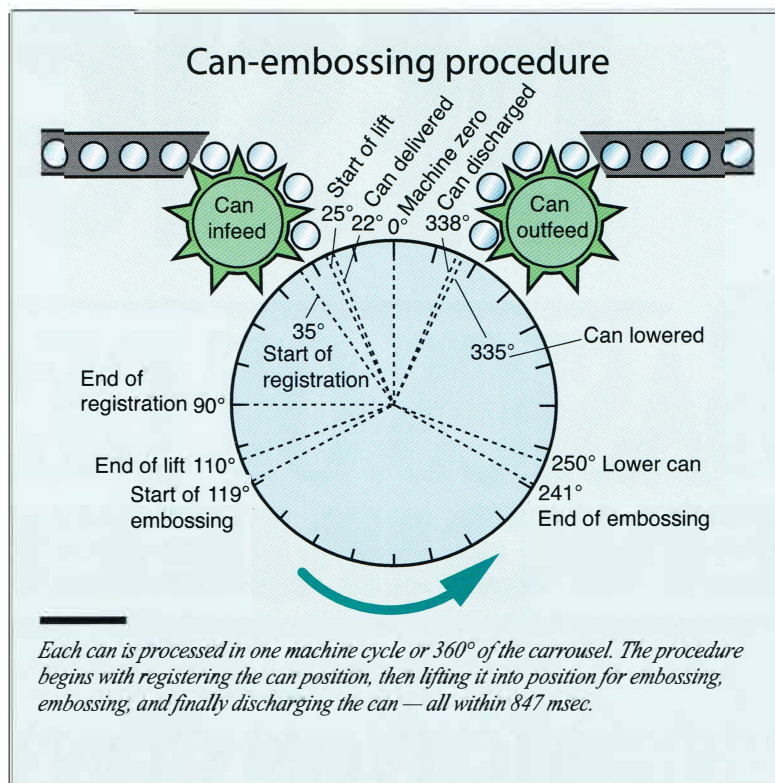 Can-embossing procedure
Start of lift
Can delivered
Machine zero
Can discharged
Can
infeed
25°
22°
0°
338°
Can
outfeed
35°
Start of
registration
335°
Can lowered
End of
registration 90°
End of lift 110°
Start of 119°
embossing
250° Lower can
241°
End of embossing
Each can is processed in one machine cycle or 360° of the carrousel. The procedure
begins with registering the can position, then lifting it into position for embossing,
embossing, and finally discharging the can — all within 847 msec.